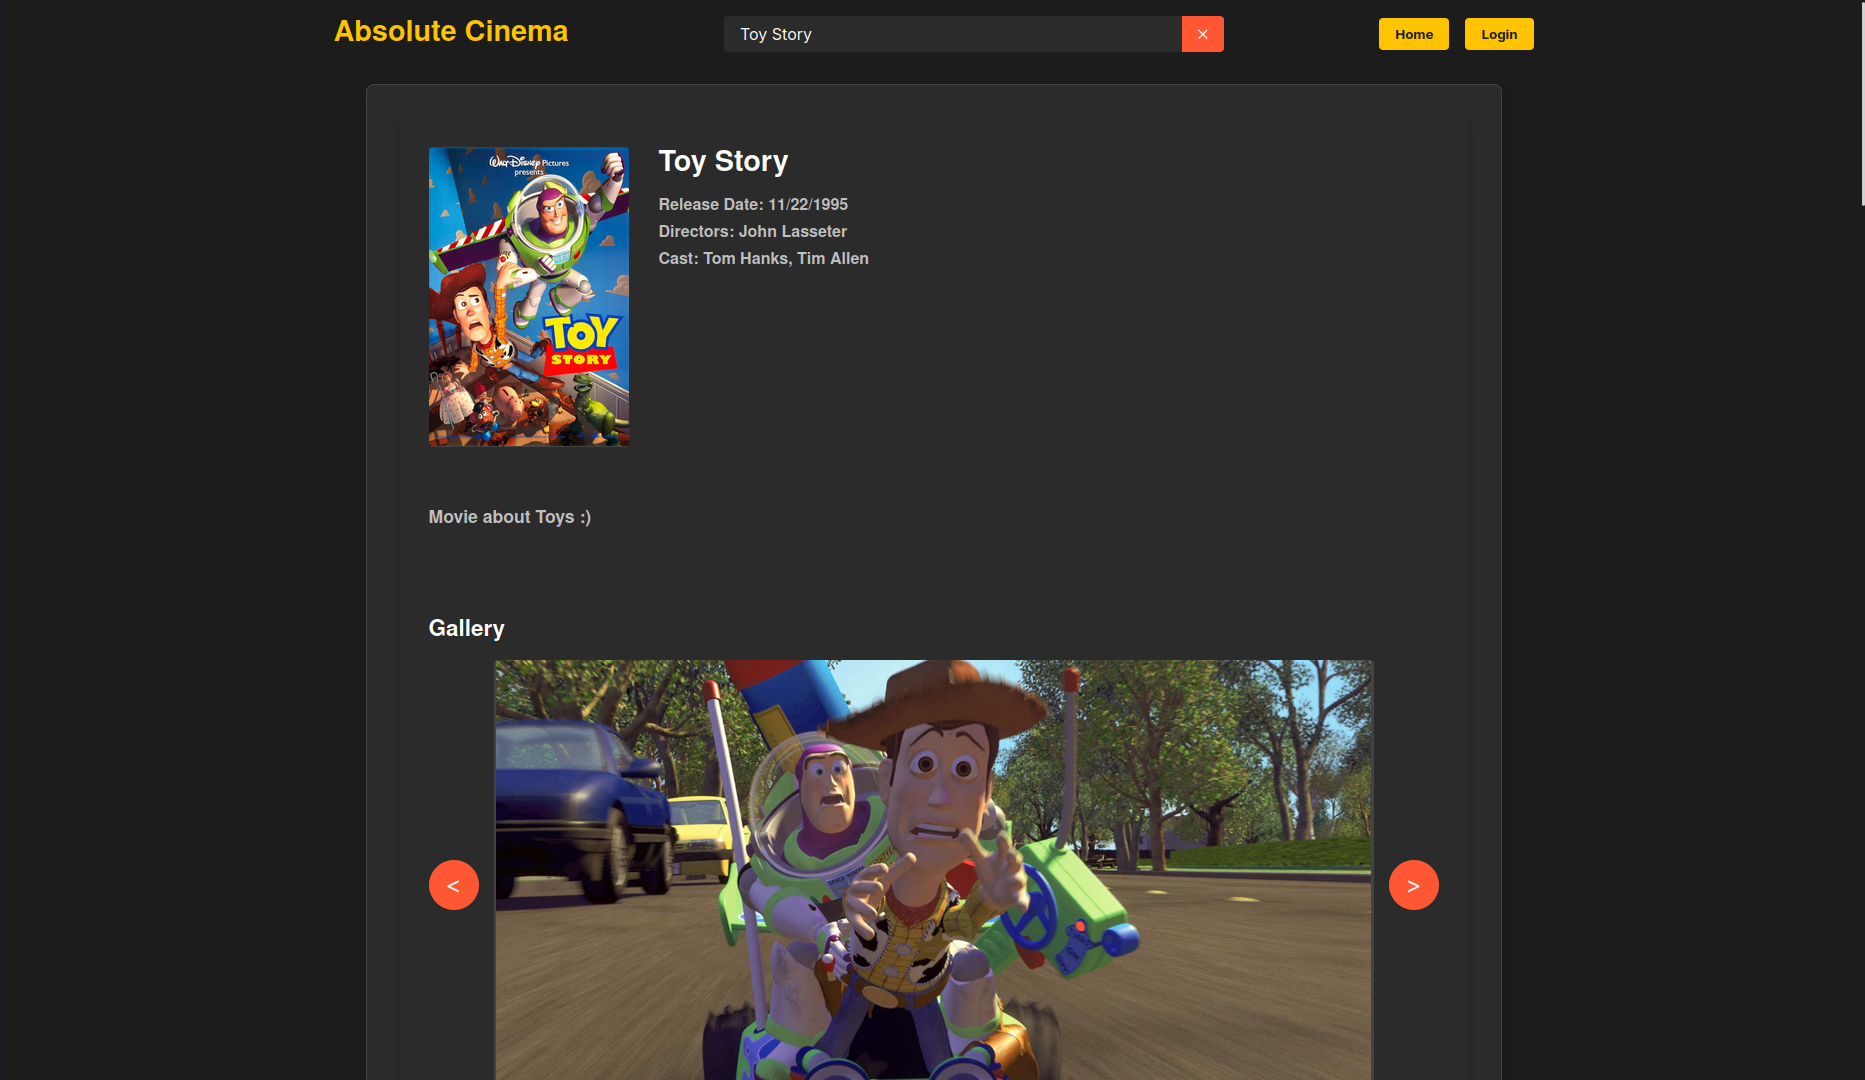 Absolute Cinema
Toy Story
×
Home
Login
Walt Disney Pictures
presents
TOY
STORY
Toy Story
Release Date: 11/22/1995
Directors: John Lasseter
Cast: Tom Hanks, Tim Allen
Movie about Toys :)
Gallery
<
>